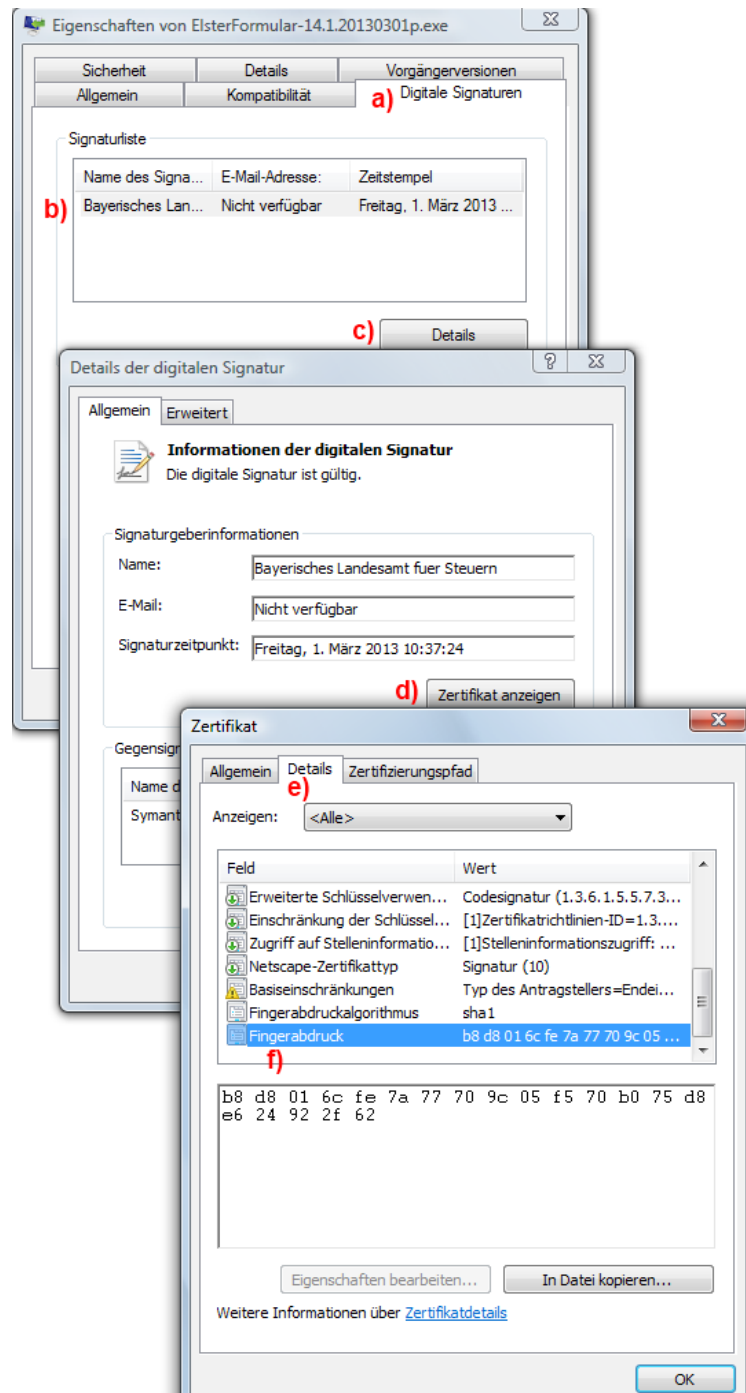 Eigenschaften von ElsterFormular-14.1.20130301p.exe
Sicherheit Details Vorgängerversionen
Allgemein Kompatibilität a) Digitale Signaturen
Signaturliste
Name des Signa... E-Mail-Adresse: Zeitstempel
b) Bayerisches Lan... Nicht verfügbar Freitag, 1. März 2013 ...
c) Details
Details der digitalen Signatur
Allgemein Erweitert
Informationen der digitalen Signatur
Die digitale Signatur ist gültig.
Signaturgeberinformationen
Name: Bayerisches Landesamt fuer Steuern
E-Mail: Nicht verfügbar
Signaturzeitpunkt: Freitag, 1. März 2013 10:37:24
d) Zertifikat anzeigen
Gegensign
Name d
Symant
Zertifikat
Allgemein Details Zertifizierungspfad
e)
Anzeigen: <Alle>
Feld Wert
Erweiterte Schlüsselverwen... Codesignatur (1.3.6.1.5.5.7.3...
Einschränkung der Schlüssel... [1]Zertifikatrichtlinien-ID=1.3....
Zugriff auf Stelleninformatio... [1]Stelleninformationszugriff: ...
Netscape-Zertifikattyp Signatur (10)
Basiseinschränkungen Typ des Antragstellers=Endei...
Fingerabdruckalgorithmus sha1
Fingerabdruck b8 d8 01 6c fe 7a 77 70 9c 05 ...
f)
b8 d8 01 6c fe 7a 77 70 9c 05 f5 70 b0 75 d8
e6 24 92 2f 62
Eigenschaften bearbeiten... In Datei kopieren...
Weitere Informationen über Zertifikatdetails
OK